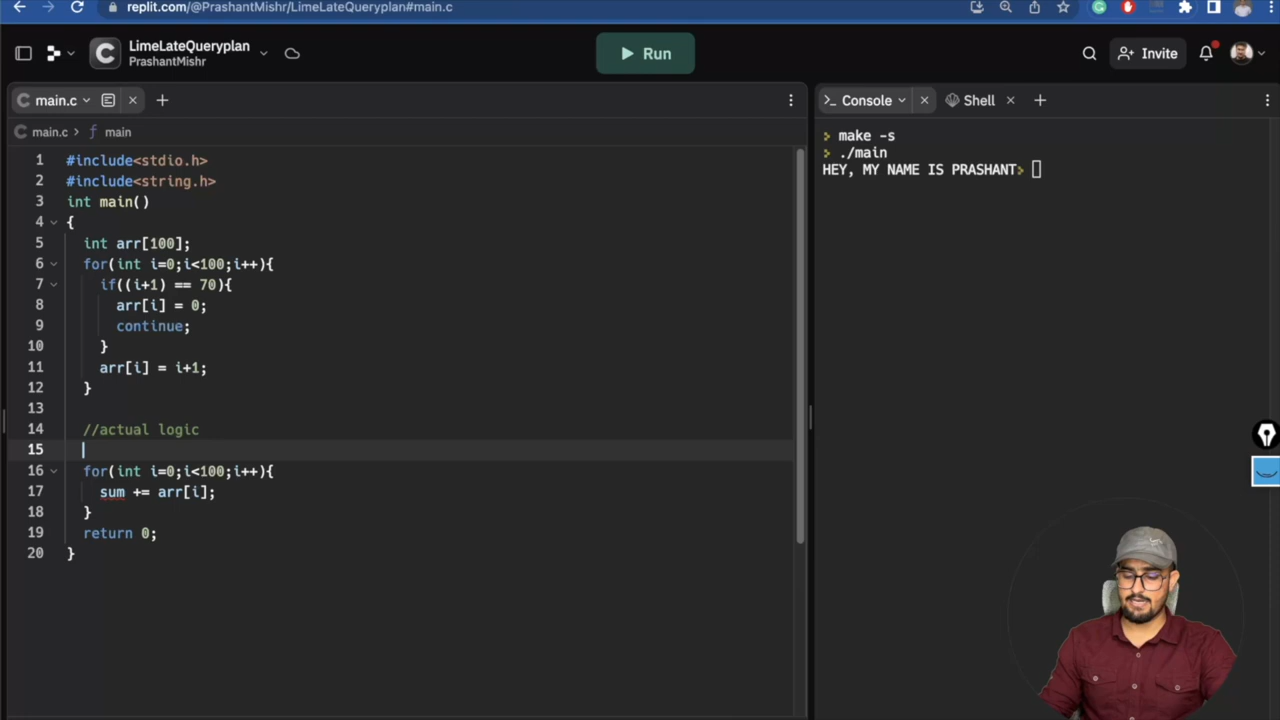 replit.com/@PrashantMishr/LimeLateQueryplan#main.c
LimeLateQueryplan
PrashantMishr
Run
Invite
main.c
Console
Shell
main.c > f main
1 #include<stdio.h>
2 #include<string.h>
3 int main()
4 {
5 int arr[100];
6 for(int i=0;i<100;i++){
7 if((i+1) == 70){
8 arr[i] = 0;
9 continue;
10 }
11 arr[i] = i+1;
12 }
13
14 //actual logic
15
16 for(int i=0;i<100;i++){
17 sum += arr[i];
18 }
19 return 0;
20 }
> make -s
> ./main
HEY, MY NAME IS PRASHANT>